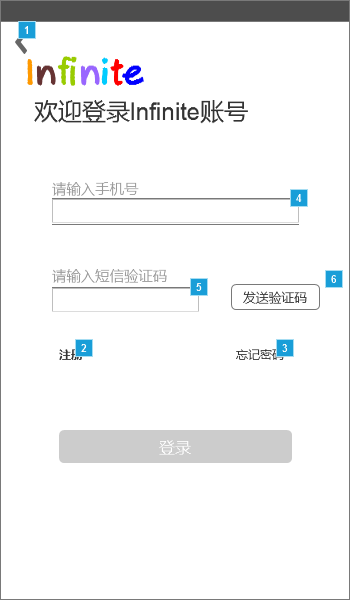 1
Infinite
欢迎登录Infinite账号
请输入手机号
4
请输入短信验证码
5
6
发送验证码
注册
2
忘记密码
3
登录